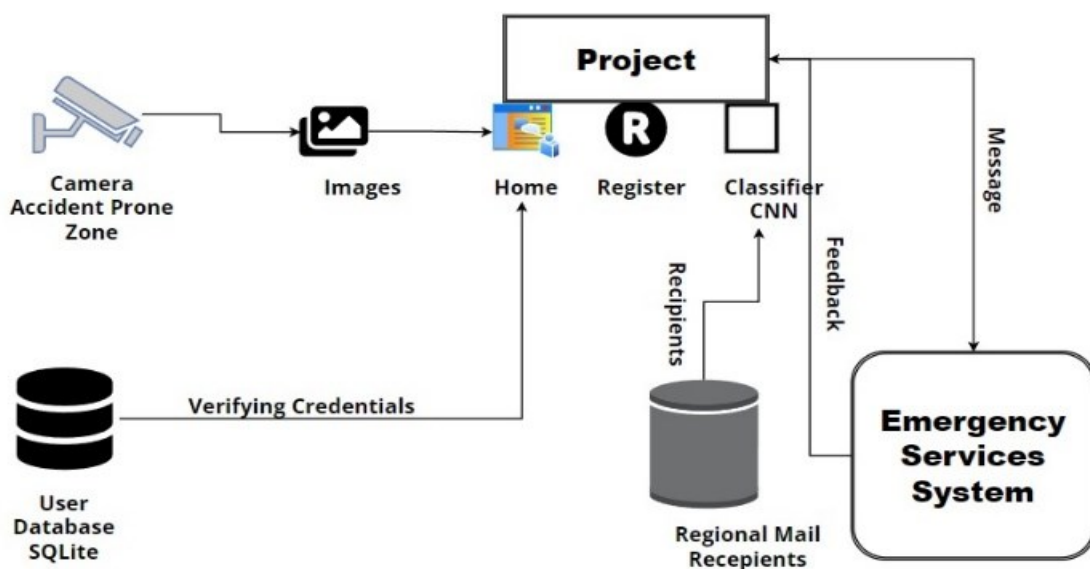 Project
R
Camera
Accident Prone
Zone
Images
Home
Register
Classifier
CNN
Message
Feedback
Recipients
Verifying Credentials
User
Database
SQLite
Regional Mail
Recepients
Emergency
Services
System